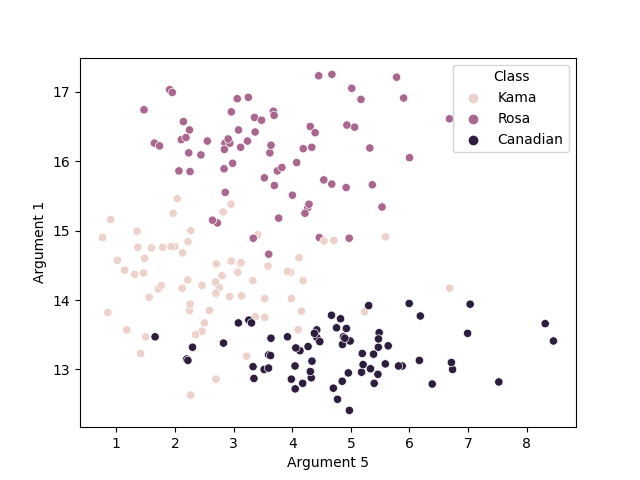 Class
Kama
Rosa
Canadian
17
16
15
14
13
Argument 1
1 2 3 4 5 6 7 8
Argument 5